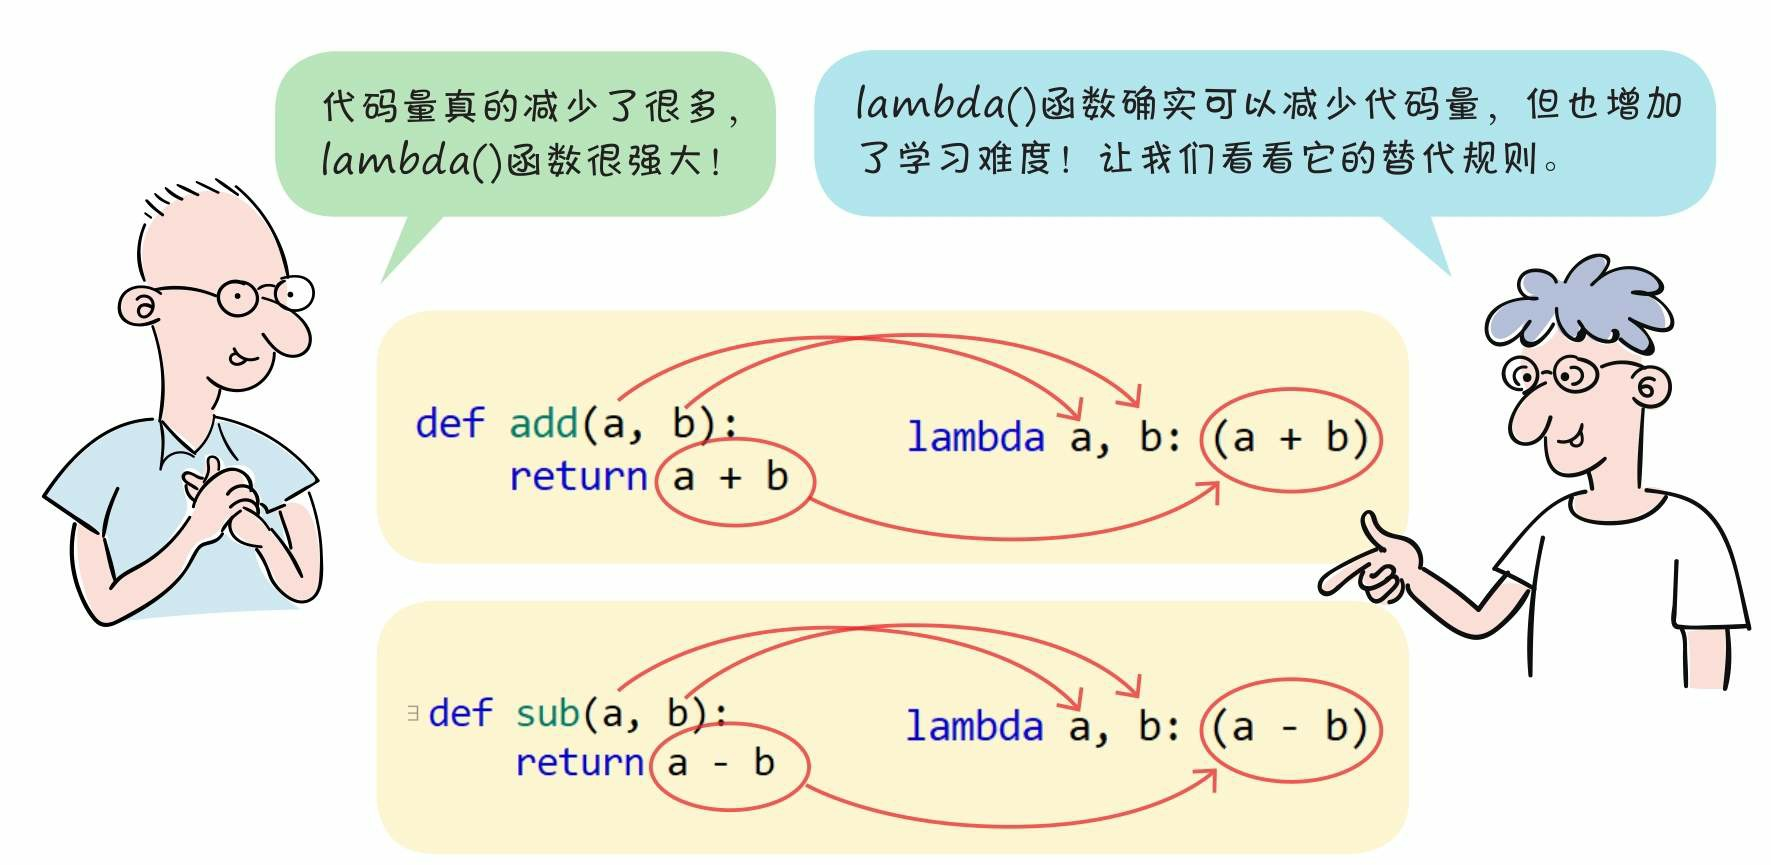 代码量真的减少了很多，
lambda()函数很强大！
lambda()函数确实可以减少代码量，但也增加
了学习难度！让我们看看它的替代规则。
def add(a, b):
    return a + b
lambda a, b: (a + b)
def sub(a, b):
    return a - b
lambda a, b: (a - b)